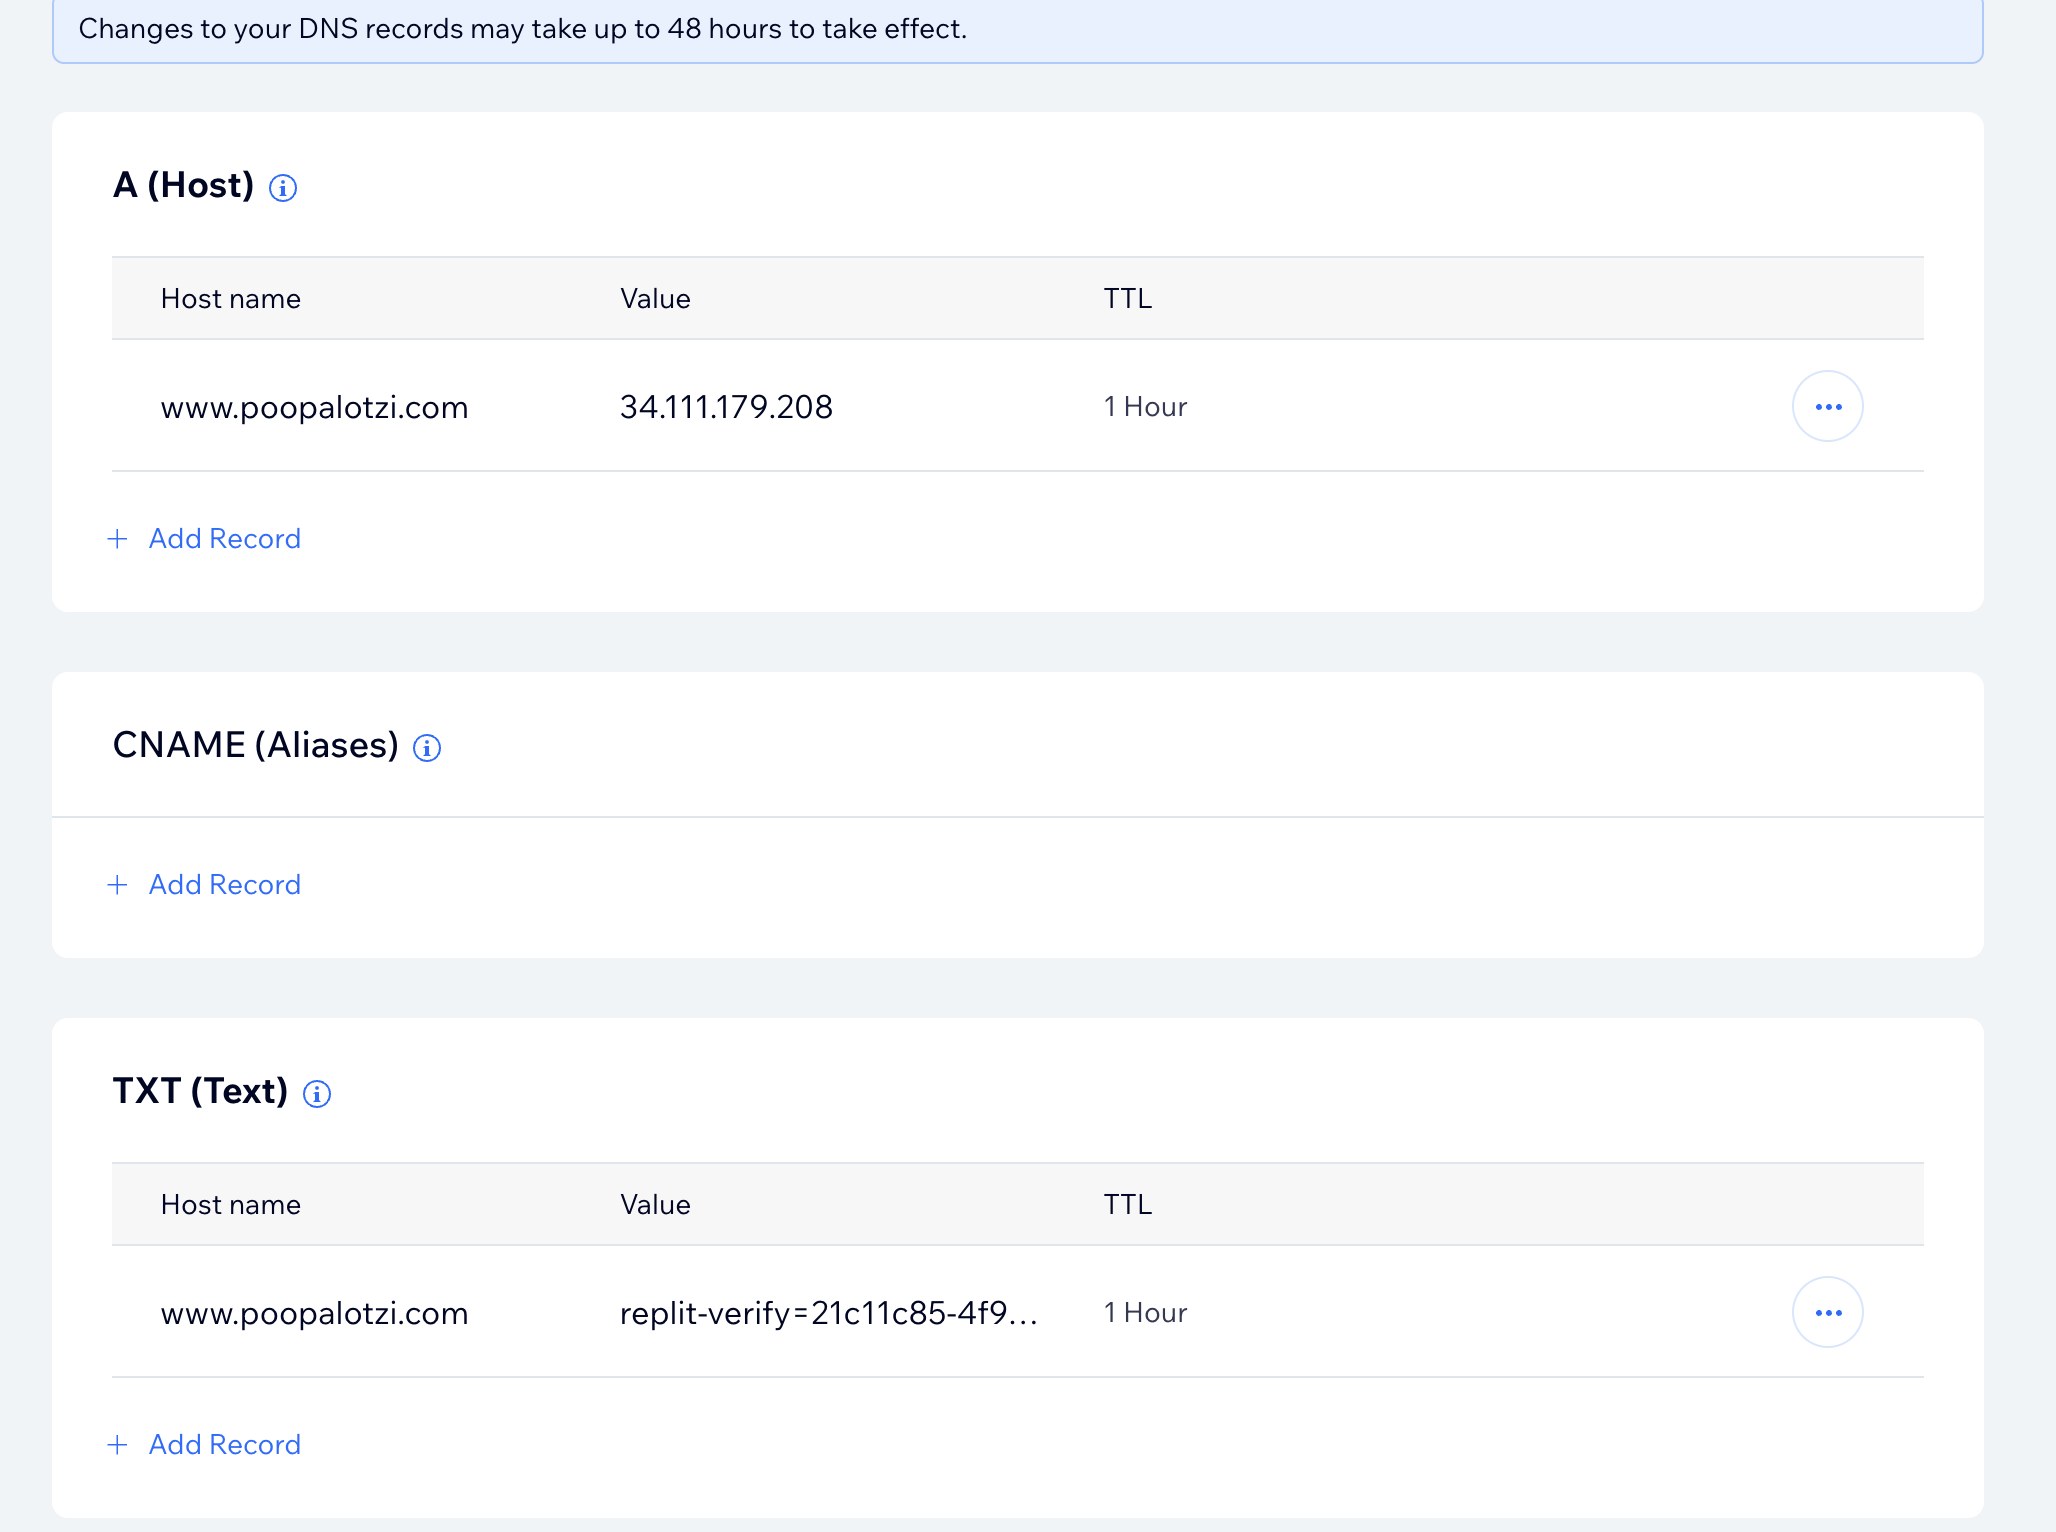 Changes to your DNS records may take up to 48 hours to take effect.
A (Host)
Host name Value TTL
www.poopalotzi.com 34.111.179.208 1 Hour
+ Add Record
CNAME (Aliases)
+ Add Record
TXT (Text)
Host name Value TTL
www.poopalotzi.com replit-verify=21c11c85-4f9... 1 Hour
+ Add Record